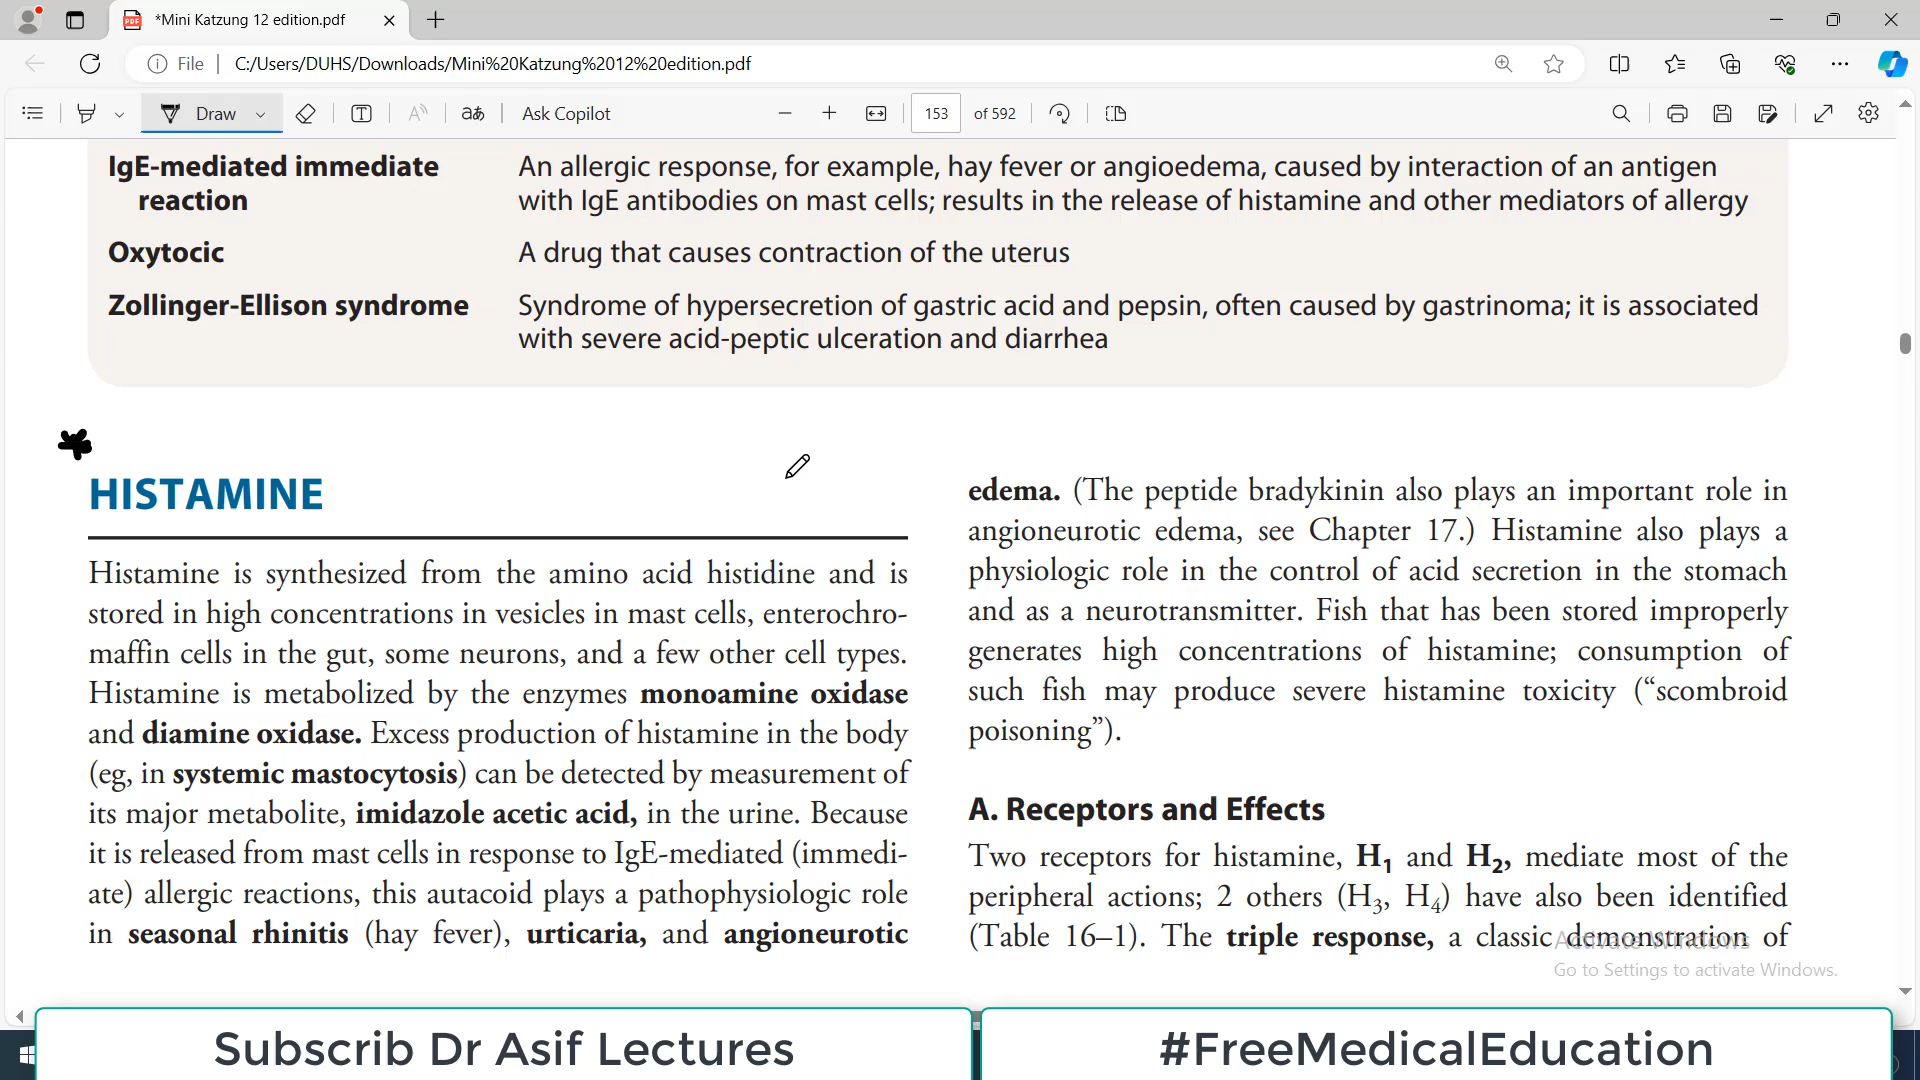 *Mini Katzung 12 edition.pdf
File
C:/Users/DUHS/Downloads/Mini%20Katzung%2012%20edition.pdf
Draw
aあ
Ask Copilot
153 of 592
IgE-mediated immediate reaction
An allergic response, for example, hay fever or angioedema, caused by interaction of an antigen
with IgE antibodies on mast cells; results in the release of histamine and other mediators of allergy
Oxytocic
A drug that causes contraction of the uterus
Zollinger-Ellison syndrome
Syndrome of hypersecretion of gastric acid and pepsin, often caused by gastrinoma; it is associated
with severe acid-peptic ulceration and diarrhea
HISTAMINE
Histamine is synthesized from the amino acid histidine and is
stored in high concentrations in vesicles in mast cells, enterochro-
maffin cells in the gut, some neurons, and a few other cell types.
Histamine is metabolized by the enzymes monoamine oxidase
and diamine oxidase. Excess production of histamine in the body
(eg, in systemic mastocytosis) can be detected by measurement of
its major metabolite, imidazole acetic acid, in the urine. Because
it is released from mast cells in response to IgE-mediated (immedi-
ate) allergic reactions, this autacoid plays a pathophysiologic role
in seasonal rhinitis (hay fever), urticaria, and angioneurotic
edema. (The peptide bradykinin also plays an important role in
angioneurotic edema, see Chapter 17.) Histamine also plays a
physiologic role in the control of acid secretion in the stomach
and as a neurotransmitter. Fish that has been stored improperly
generates high concentrations of histamine; consumption of
such fish may produce severe histamine toxicity (“scombroid
poisoning”).
A. Receptors and Effects
Two receptors for histamine, H1 and H2, mediate most of the
peripheral actions; 2 others (H3, H4) have also been identified
(Table 16–1). The triple response, a classic demonstration of
Activate Windows
Go to Settings to activate Windows.
Subscrib Dr Asif Lectures
#FreeMedicalEducation